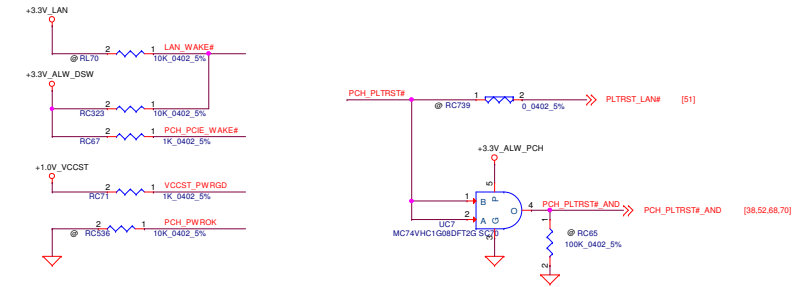 +3.3V_LAN
2 1 LAN_WAKE#
@ RL70 10K_0402_5%
+3.3V_ALW_DSW
2 1
RC323 10K_0402_5%
2 1 PCH_PCIE_WAKE#
RC67 1K_0402_5%
+1.0V_VCCST
2 1 VCCST_PWRGD
RC71 1K_0402_5%
2 1 PCH_PWROK
@ RC536 10K_0402_5%
PCH_PLTRST# 1 2 PLTRST_LAN# [51]
@ RC739 0_0402_5%
+3.3V_ALW_PCH
5
1 B P
O 4 PCH_PLTRST#_AND PCH_PLTRST#_AND [38,52,68,70]
2 A G
UC7
3
MC74VHC1G08DFT2G SC70
1
@ RC65
100K_0402_5%
2